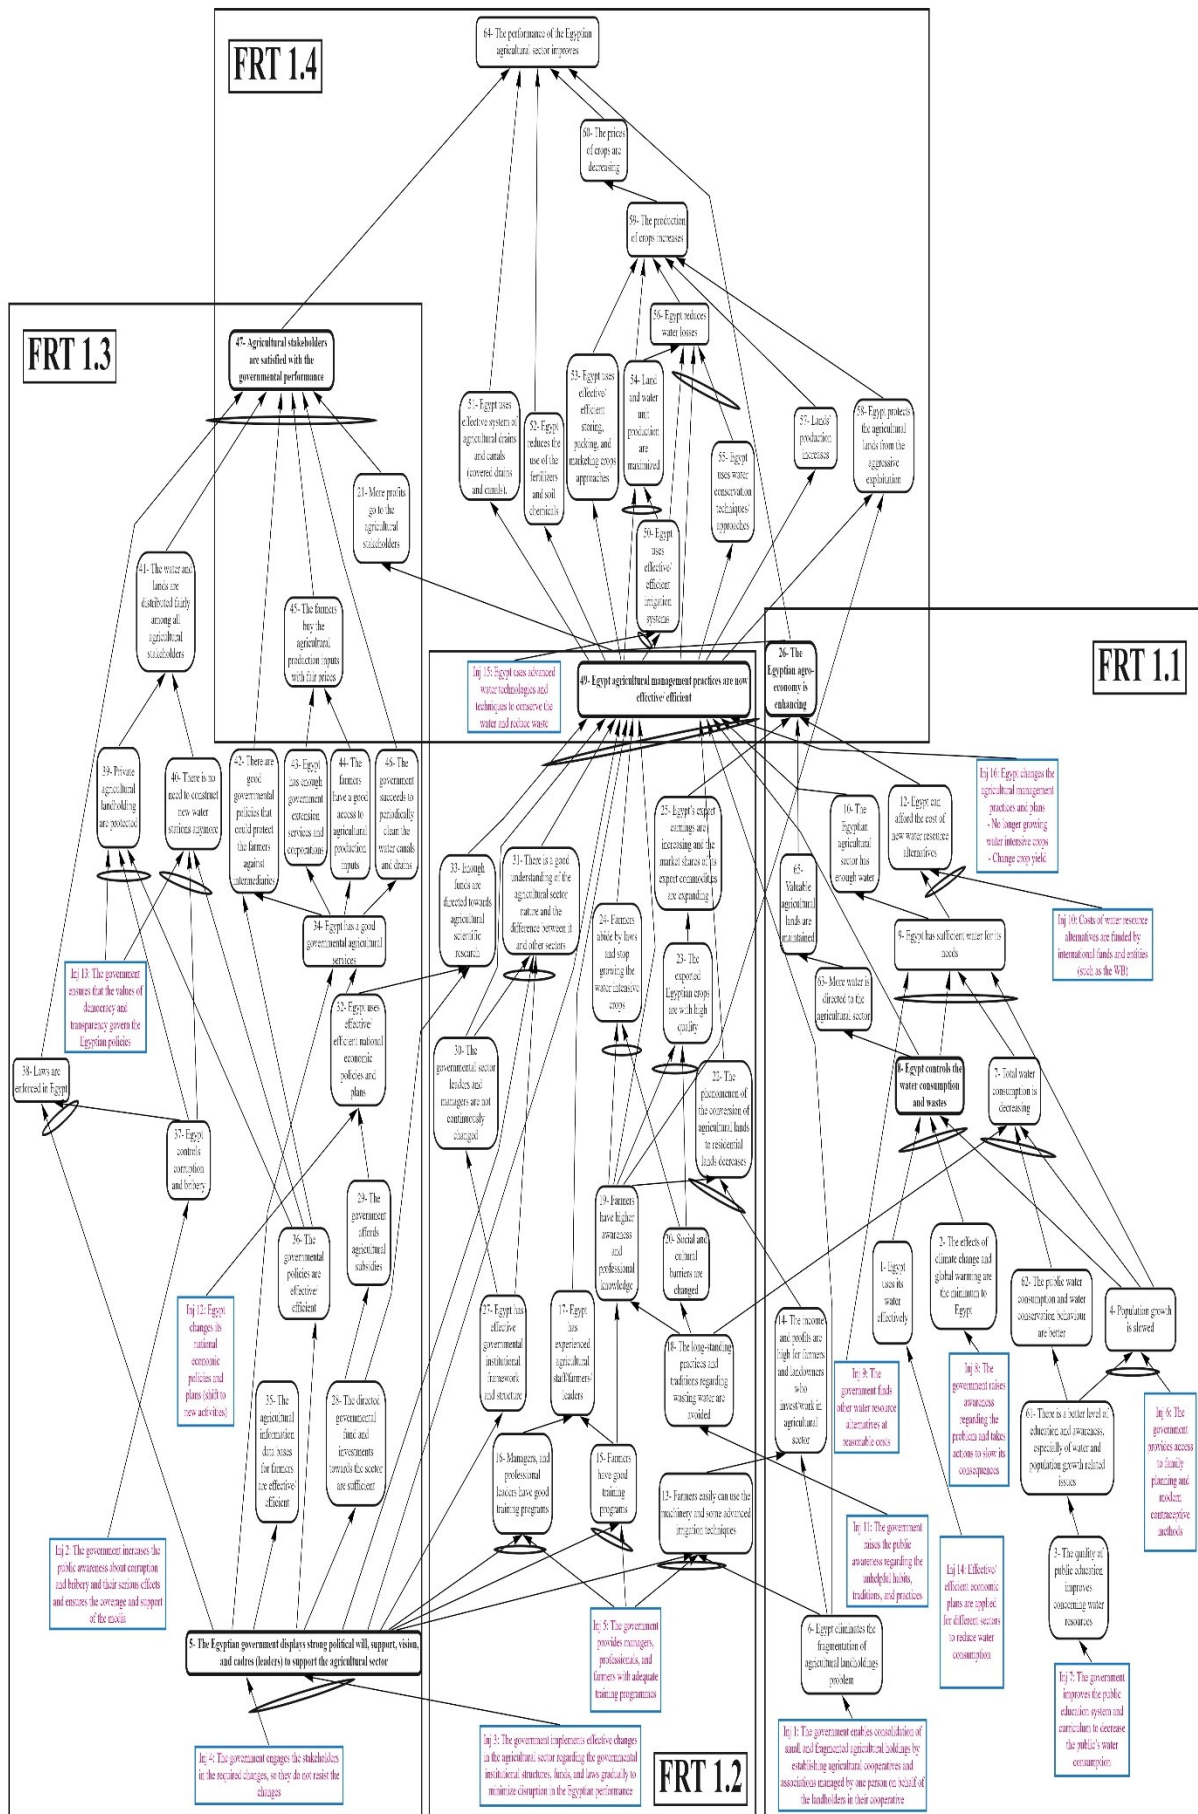 64- The performance of the Egyptian
agricultural sector improves
FRT 1.4
60- The prices
of crops are
decreasing
59- The production
of crops increases
56- Egypt reduces
water losses
FRT 1.3
47- Agricultural stakeholders
are satisfied with the
governmental performance
51- Egypt uses
effective system of
agricultural drains
and canals
(covered drains
and canals).
52- Egypt
reduces the
use of the
fertilizers
and soil
chemicals
53- Egypt uses
effective/
efficient
storing,
packing, and
marketing crops
approaches
54- Land
and water
unit
production
are
maximized
55- Egypt
uses water
conservation
techniques/
approaches
57- Lands'
production
increases
58- Egypt protects
the agricultural
lands from the
aggressive
exploitation
21- More profits
go to the
agricultural
stakeholders
50- Egypt
uses
effective/
efficient
irrigation
systems
41- The water and
lands are
distributed fairly
among all
agricultural
stakeholders
45- The farmers
buy the
agricultural
production inputs
with fair prices
Inj 15: Egypt uses advanced
water technologies and
techniques to conserve the
water and reduce waste
49- Egypt agricultural management practices are now
effective/ efficient
26- The
Egyptian agro-
economy is
enhancing
FRT 1.1
39- Private
agricultural
landholding
are protected
40- There is no
need to construct
new water
stations anymore
42- There are
good
governmental
policies that
could protect
the farmers
against
intermediaries
43- Egypt
has enough
government
extension
services and
corporations
44- The
farmers
have a good
access to
agricultural
production
inputs
46- The
government
succeeds to
periodically
clean the
water canals
and drains
33- Enough
funds are
directed towards
agricultural
scientific
research
31- There is a good
understanding of the
agricultural sector
nature and the
difference between it
and other sectors
25- Egypt's export
earnings are
increasing and the
market shares of its
export commodities
are expanding
24- Farmers
abide by laws
and stop
growing the
water intensive
crops
23- The
exported
Egyptian crops
are with high
quality
10- The
Egyptian
agricultural
sector has
enough water
12- Egypt can
afford the cost of
new water resource
alternatives
Inj 16: Egypt changes the
agricultural management
practices and plans
- No longer growing
water intensive crops
- Change crop yield
65-
Valuable
agricultural
lands are
maintained
9- Egypt has sufficient water for its
needs
Inj 10: Costs of water resource
alternatives are funded by
international funds and entities
(such as the WB)
63- More water is
directed to the
agricultural sector
34- Egypt has a good
governmental agricultural
services
Inj 13: The government
ensures that the values of
democracy and
transparency govern the
Egyptian policies
32- Egypt uses
effective/
efficient national
economic
policies and
plans
30- The
governmental sector
leaders and
managers are not
continuously
changed
38- Laws are
enforced in Egypt
37- Egypt
controls
corruption
and bribery
8- Egypt controls the
water consumption
and wastes
7- Total water
consumption is
decreasing
22- The
phenomenon of
the conversion of
agricultural lands
to residential
lands decreases
29- The
government
affords
agricultural
subsidies
36- The
governmental
policies are
effective/
efficient
19- Farmers
have higher
awareness
and
professional
knowledge
20- Social and
cultural
barriers are
changed
1- Egypt
uses its
water
effectively
2- The effects of
climate change and
global warming are
the minimum to
Egypt
62- The public water
consumption and
water conservation
behaviour
are better
4- Population growth
is slowed
Inj 12: Egypt
changes its
national
economic
policies and
plans (shift to
new activities)
27- Egypt has
effective
governmental
institutional
framework
and structure
17- Egypt
has
experienced
agricultural
staff/farmers/
leaders
18- The long-standing
practices and
traditions regarding
wasting water are
avoided
14- The income
and profits are
high for farmers
and landowners
who
invest/work in
agricultural
sector
Inj 9: The
government finds
other water resource
alternatives at
reasonable costs
Inj 8: The
government raises
awareness
regarding the
problem and takes
actions to slow its
consequences
61- There is a better level of
education and awareness,
especially of water and
population growth related
issues
Inj 6: The
government
provides access
to family
planning and
modern
contraceptive
methods
35- The
agricultural
information
data bases
for farmers
are effective/
efficient
28- The directed
governmental
fund and
investments
towards the
sector are
sufficient
16- Managers, and
professional
leaders have good
training programs
15- Farmers
have good
training
programs
13- Farmers easily can use the
machinery and some advanced
irrigation techniques
Inj 11: The government
raises the public
awareness regarding the
unhelpful habits,
traditions, and practices
Inj 14: Effective/
efficient economic
plans are applied
for different sectors
to reduce water
consumption
3- The quality of
public education
improves
concerning water
resources
Inj 2: The government increases the
public awareness about corruption
and bribery and their serious effects
and ensures the coverage and support
of the media
5- The Egyptian government displays strong political will, support, vision,
and cadres (leaders) to support the agricultural sector
Inj 5: The government
provides managers,
professionals, and
farmers with adequate
training programmes
6- Egypt eliminates the
fragmentation of
agricultural landholdings
problem
Inj 7: The government
improves the public
education system and
curriculum to decrease
the public's water
consumption
Inj 4: The government engages the stakeholders
in the required changes, so they do not resist the
changes
Inj 3: The government implements effective changes
in the agricultural sector regarding the governmental
institutional structures, funds, and laws gradually to
minimize disruption in the Egyptian performance
FRT 1.2
Inj 1: The government enables consolidation of
small and fragmented agricultural holdings by
establishing agricultural cooperatives and
associations managed by one person on behalf of
the landholders in their cooperative